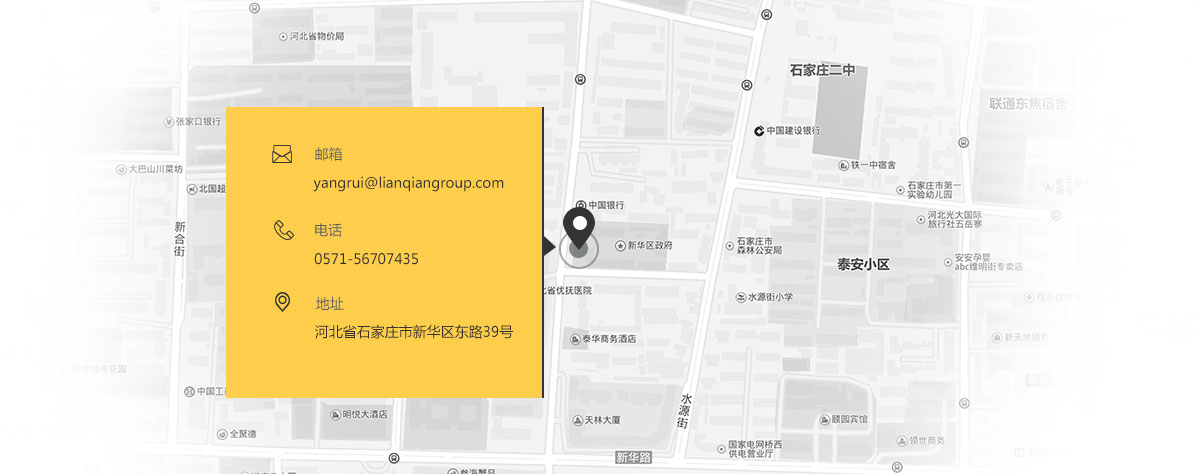 河北省物价局
石家庄二中
联通东焦宿舍
张家口银行
中国建设银行
大巴山川菜坊
铁一中宿舍
北国超
石家庄市第一
实验幼儿园
邮箱
yangrui@lianqiangroup.com
中国银行
河北光大国际
旅行社五岳寨
新合街
电话
0571-56707435
新华区政府
石家庄市
森林公安局
泰安小区
安安孕婴
abc维明街专卖店
省优抚医院
水源街小学
地址
河北省石家庄市新华区东路39号
泰华商务酒店
新天地
中国工
明悦大酒店
天林大厦
水源街
颐园宾馆
全聚德
领世商务
国家电网桥西
供电营业厅
新华路